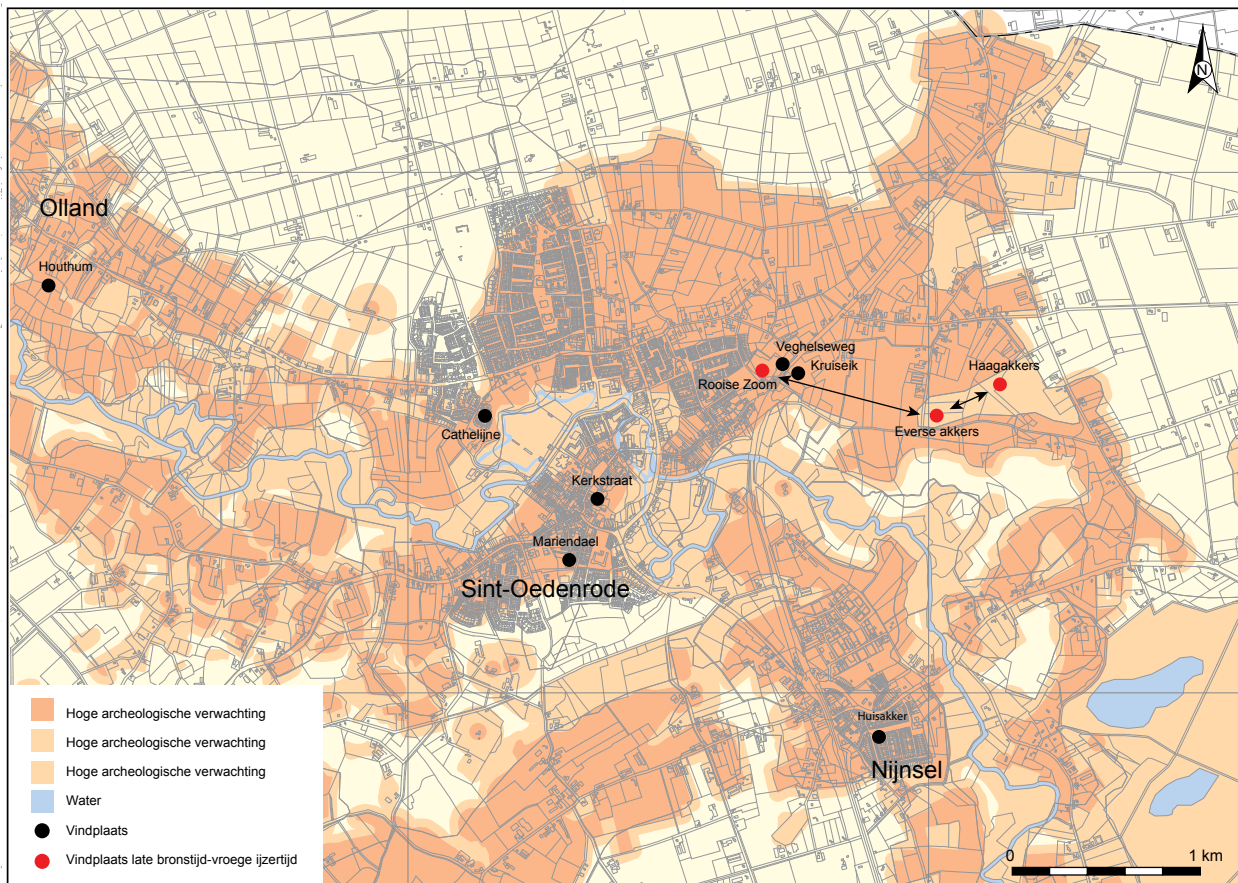 N
Olland
Houthum
Veghelseweg
Kruiseik
Rooise Zoom
Haagakkers
Everse akkers
Cathelijne
Kerkstraat
Mariendael
Sint-Oedenrode
Huisakker
Nijnsel
Hoge archeologische verwachting
Hoge archeologische verwachting
Hoge archeologische verwachting
Water
Vindplaats
Vindplaats late bronstijd-vroege ijzertijd
0 1 km